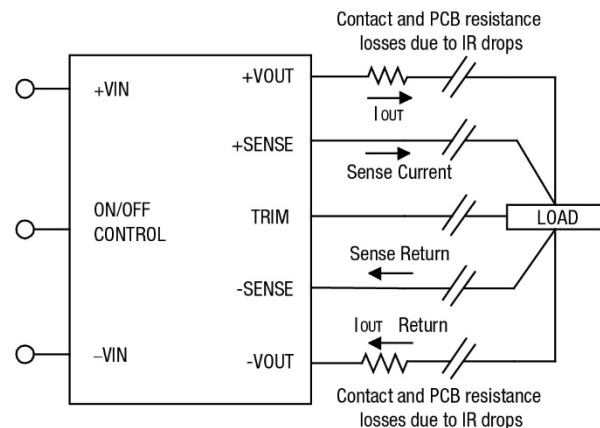 Contact and PCB resistance
losses due to IR drops
+VOUT
+VIN
IOUT
+SENSE
Sense Current
ON/OFF
CONTROL
TRIM
LOAD
Sense Return
-SENSE
IOUT Return
–VIN
-VOUT
Contact and PCB resistance
losses due to IR drops